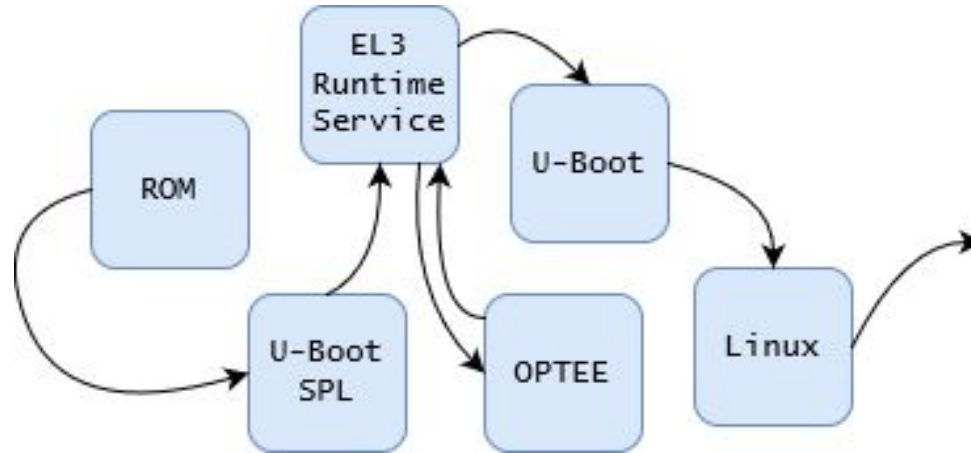 ROM
U-Boot
SPL
EL3
Runtime
Service
OPTEE
U-Boot
Linux